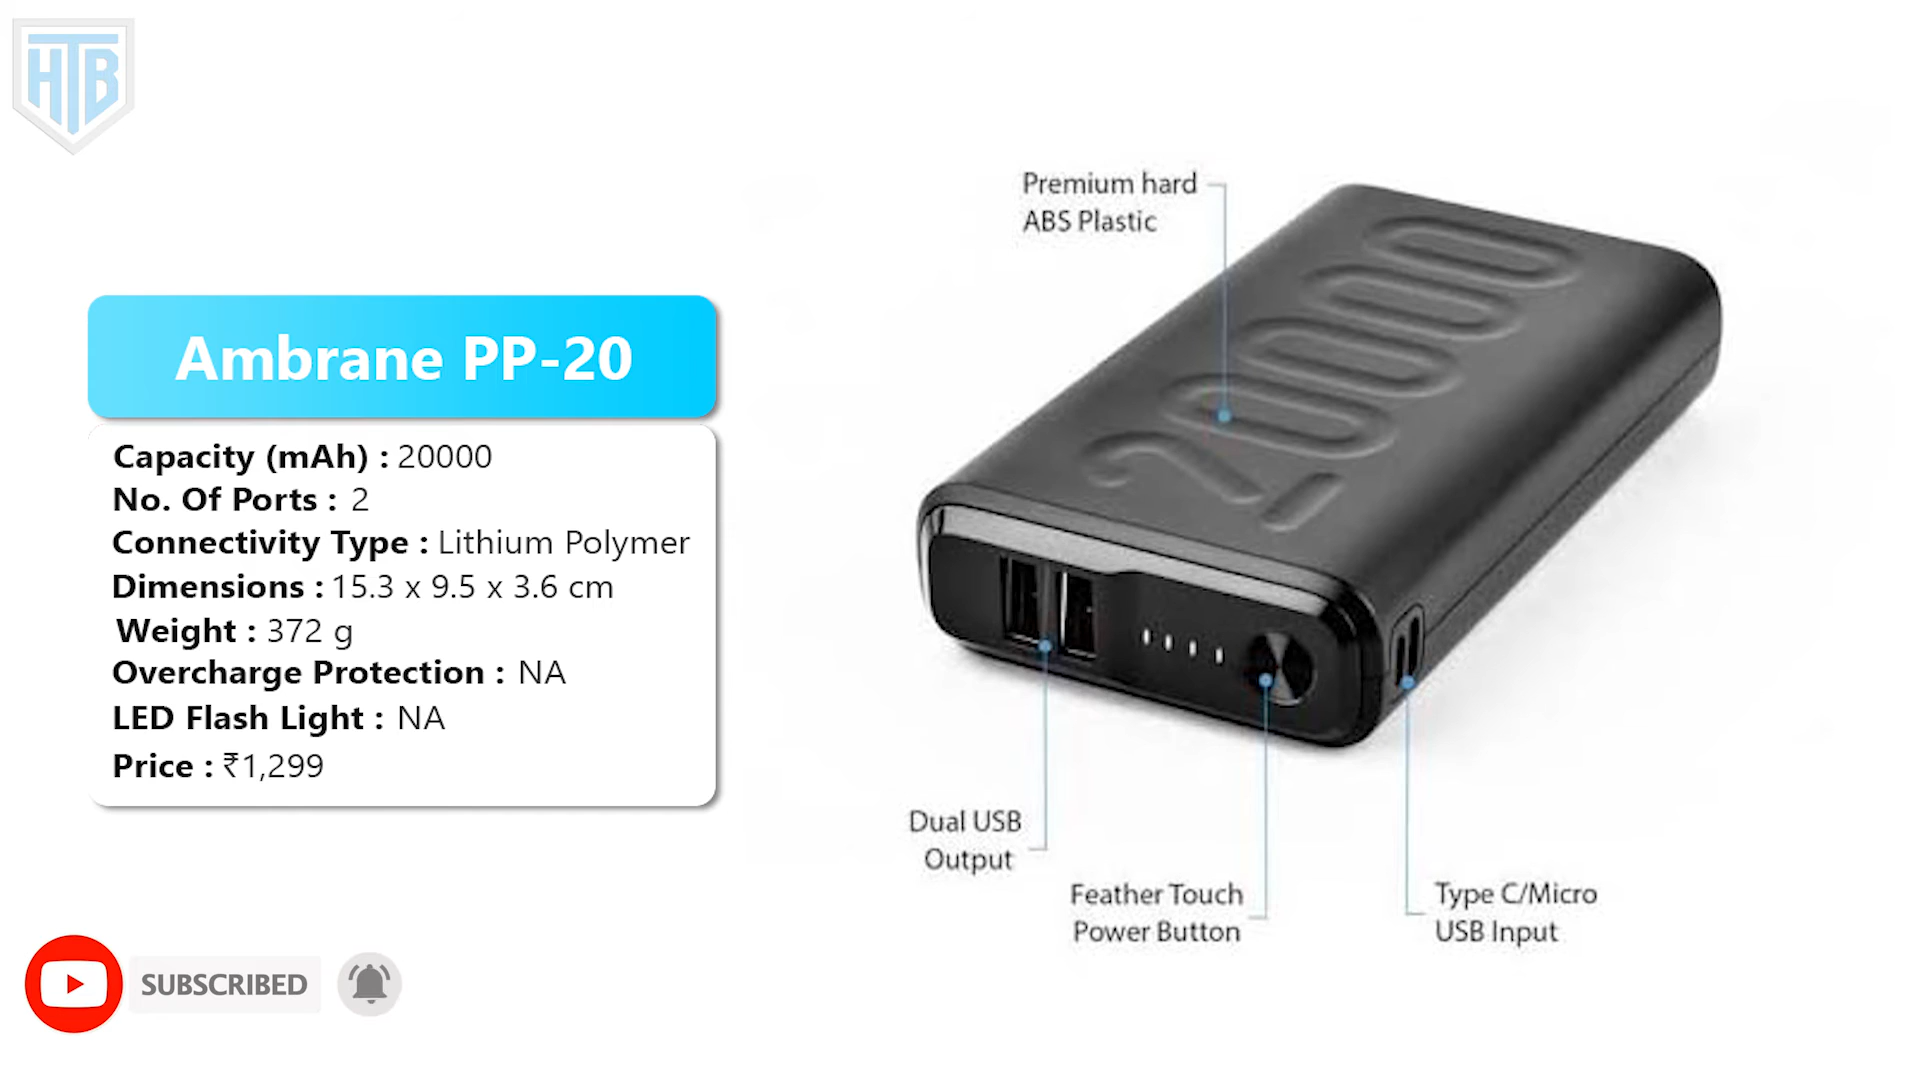 HTB
Ambrane PP-20
Capacity (mAh) : 20000
No. Of Ports : 2
Connectivity Type : Lithium Polymer
Dimensions : 15.3 x 9.5 x 3.6 cm
Weight : 372 g
Overcharge Protection : NA
LED Flash Light : NA
Price : ₹1,299
Premium hard
ABS Plastic
20000
Dual USB
Output
Feather Touch
Power Button
Type C/Micro
USB Input
SUBSCRIBED